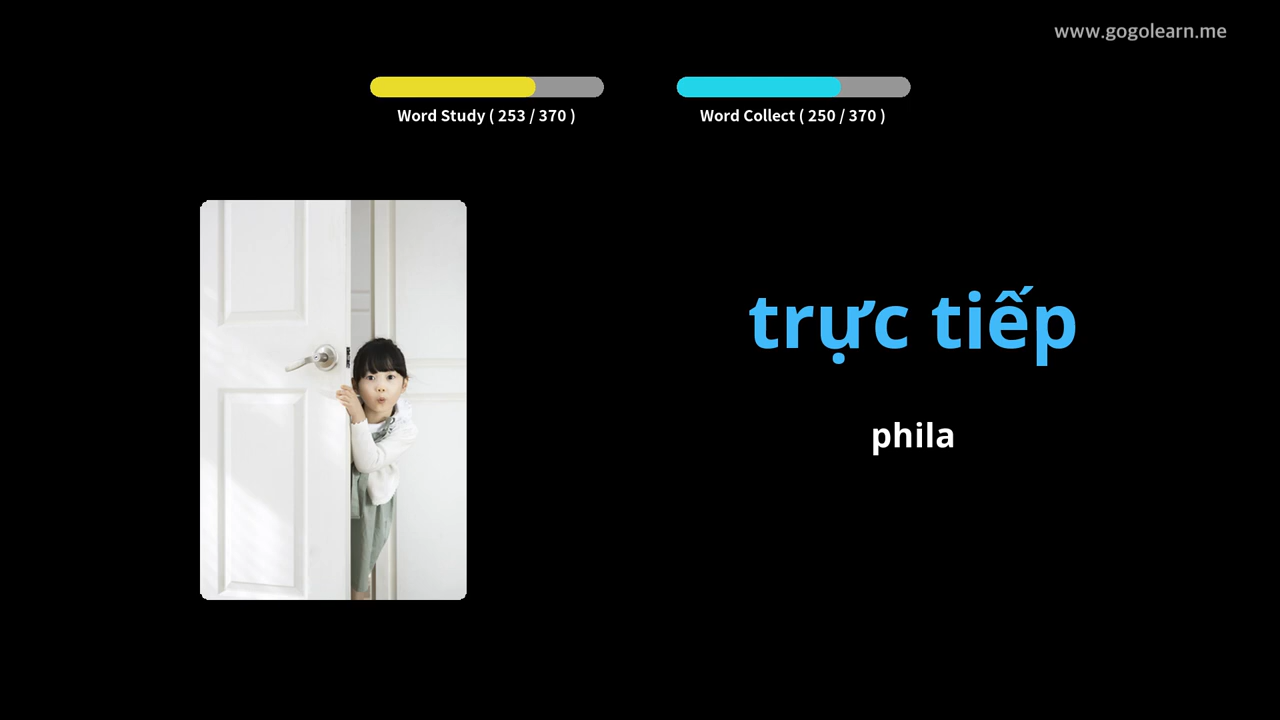 www.gogolearn.me
Word Study ( 253 / 370 )
Word Collect ( 250 / 370 )
trực tiếp
phila